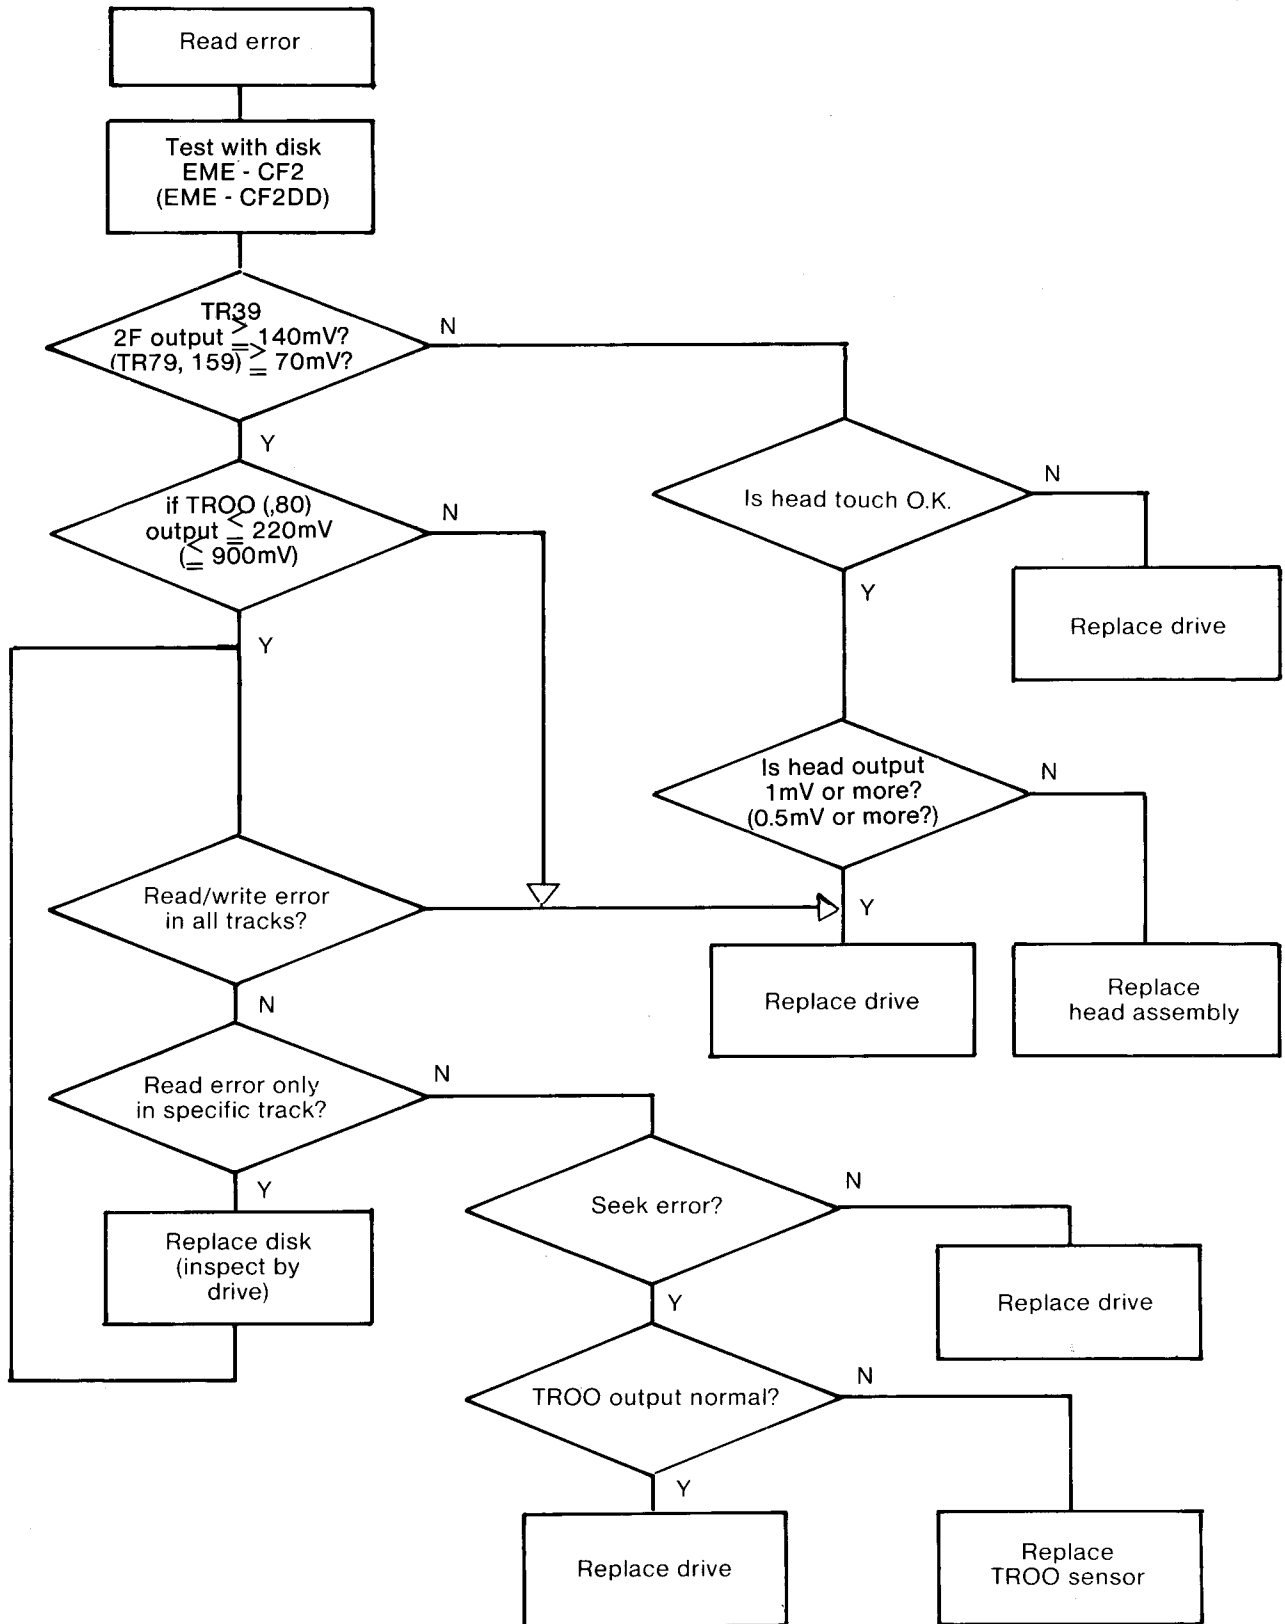 Read error
Test with disk
EME - CF2
(EME - CF2DD)
TR39
2F output ≧ 140mV?
(TR79, 159) ≧ 70mV?
N
Y
if TROO (,80)
output ≦ 220mV
(≦ 900mV)
N
Y
Is head touch O.K.
N
Y
Replace drive
Is head output
1mV or more?
(0.5mV or more?)
N
Y
Read/write error
in all tracks?
N
Replace drive
Replace
head assembly
Read error only
in specific track?
N
Y
Replace disk
(inspect by
drive)
Seek error?
N
Y
Replace drive
TROO output normal?
N
Y
Replace drive
Replace
TROO sensor